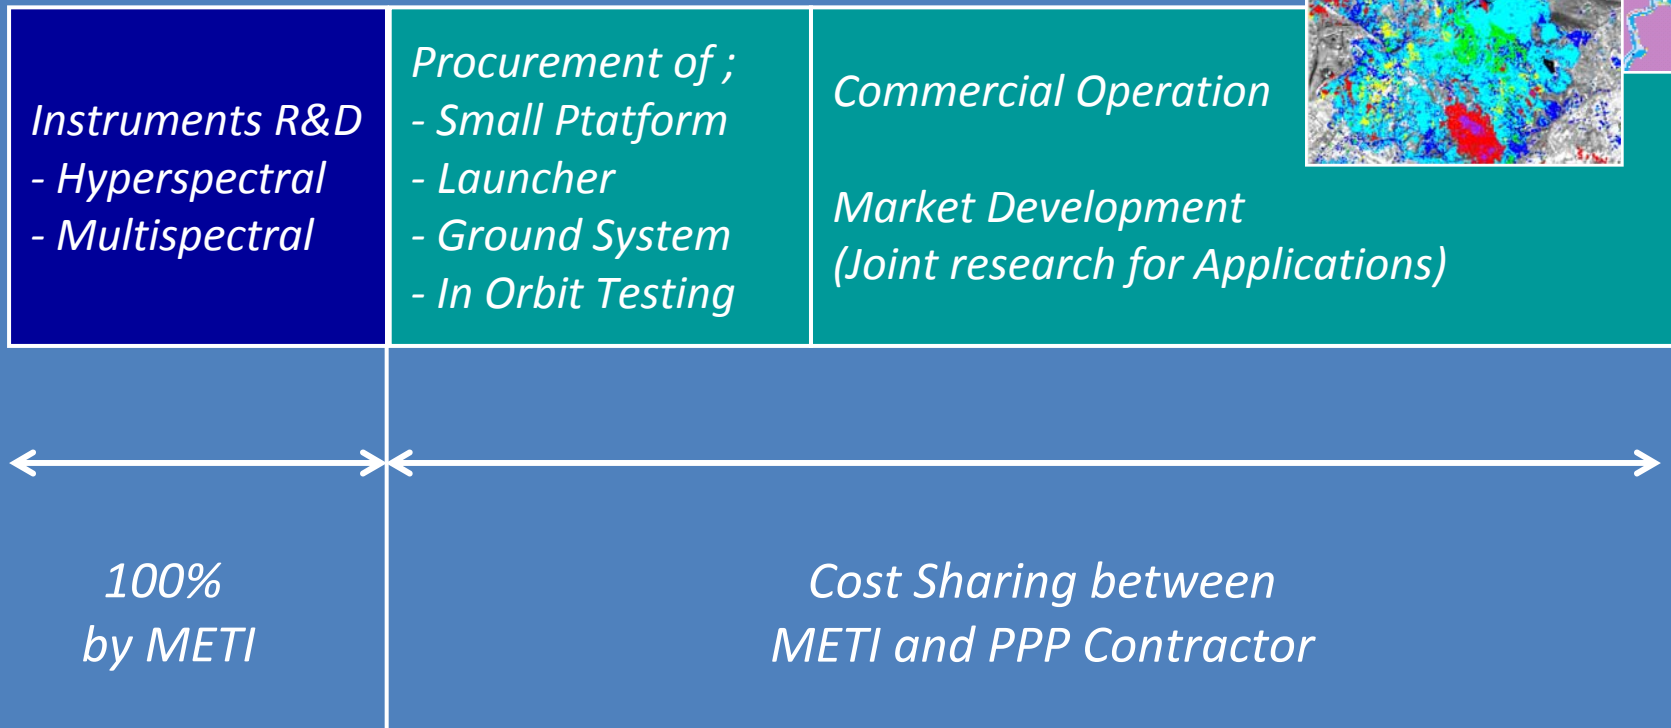 Instruments R&D
- Hyperspectral
- Multispectral
Procurement of ;
- Small Ptatform
- Launcher
- Ground System
- In Orbit Testing
Commercial Operation
Market Development
(Joint research for Applications)
100%
by METI
Cost Sharing between
METI and PPP Contractor